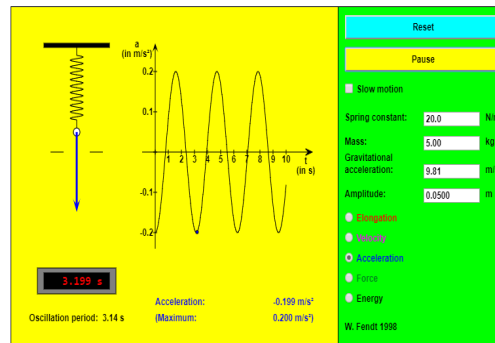 a
(in m/s²)
0.2
0.1
-0.1
-0.2
1 2 3 4 5 6 7 8 9 10
t
(in s)
3.199 s
Oscillation period: 3.14 s
Acceleration: -0.199 m/s²
(Maximum: 0.200 m/s²)
Reset
Pause
Slow motion
Spring constant: 20.0
Mass: 5.00 kg
Gravitational
acceleration: 9.81
Amplitude: 0.0500 m
Elongation
Velocity
Acceleration
Force
Energy
W. Fendt 1998